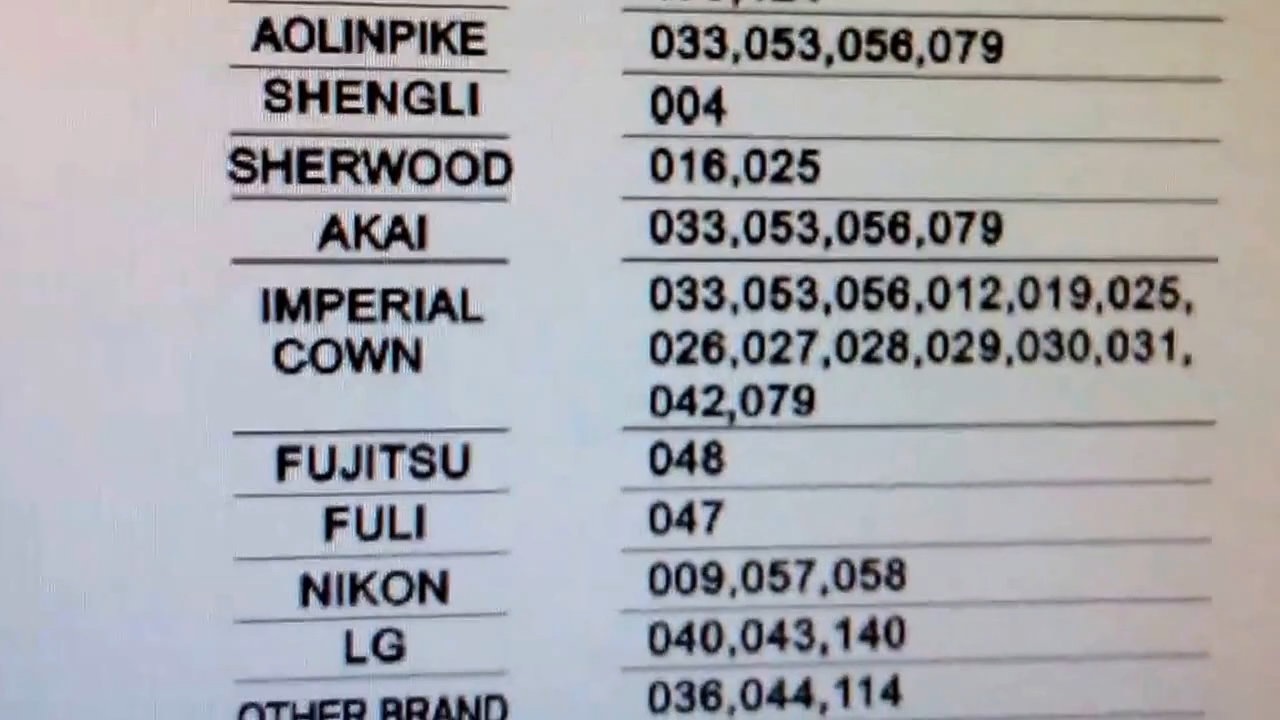 AOLINPIKE 033,053,056,079
SHENGLI 004
SHERWOOD 016,025
AKAI 033,053,056,079
IMPERIAL COWN 033,053,056,012,019,025,
026,027,028,029,030,031,
042,079
FUJITSU 048
FULI 047
NIKON 009,057,058
LG 040,043,140
OTHER BRAND 036,044,114